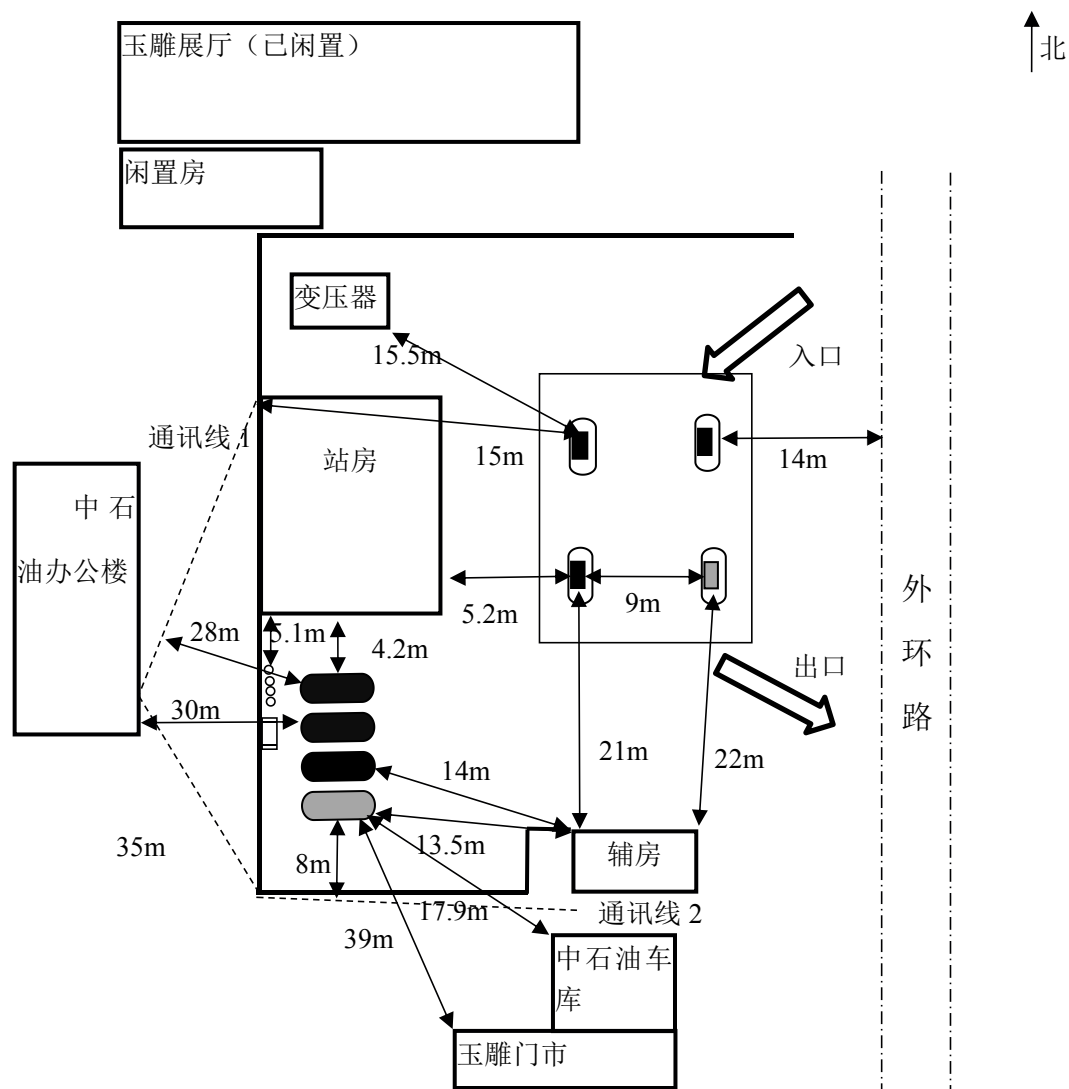 玉雕展厅（已闲置）
北
闲置房
变压器
15.5m
入口
通讯线 1
站房
15m
14m
中 石
油办公楼
5.2m
9m
外
环
路
28m
5.1m
4.2m
出口
30m
21m
22m
14m
35m
13.5m
辅房
8m
17.9m
通讯线 2
39m
中石油车
库
玉雕门市